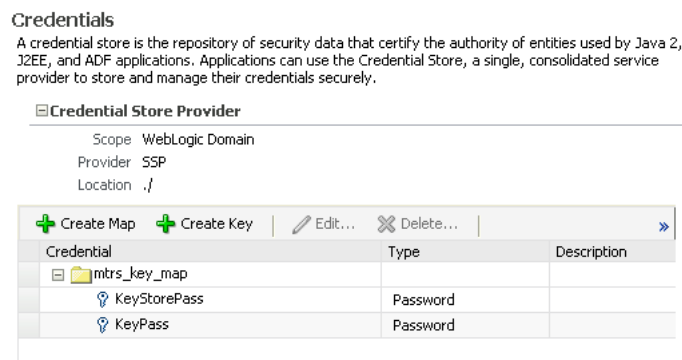 Credentials
A credential store is the repository of security data that certify the authority of entities used by Java 2,
J2EE, and ADF applications. Applications can use the Credential Store, a single, consolidated service
provider to store and manage their credentials securely.
Credential Store Provider
Scope WebLogic Domain
Provider SSP
Location ./
Create Map Create Key Edit... Delete... »
Credential Type Description
mtrs_key_map
KeyStorePass Password
KeyPass Password